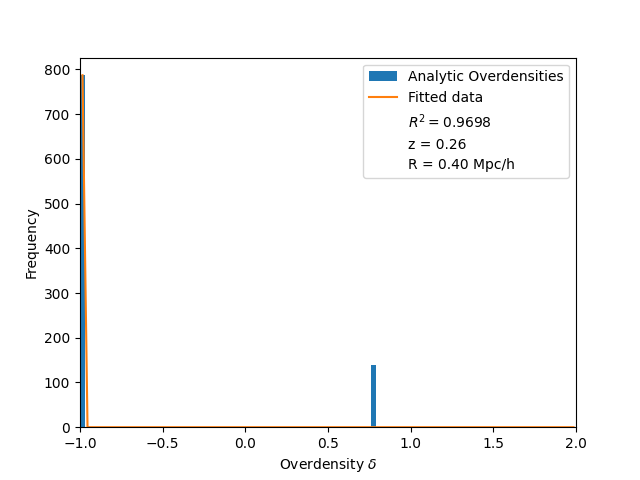 Analytic Overdensities
Fitted data
R² = 0.9698
z = 0.26
R = 0.40 Mpc/h
Frequency
800
700
600
500
400
300
200
100
0
−1.0 −0.5 0.0 0.5 1.0 1.5 2.0
Overdensity δ